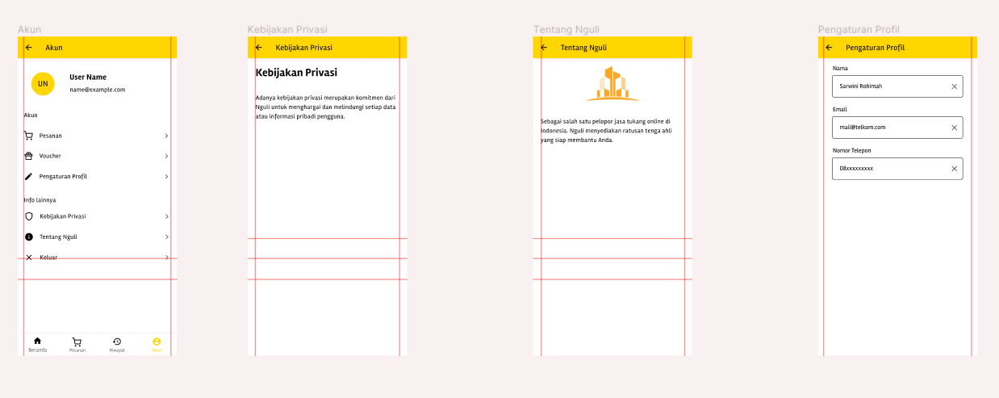 Akun
Akun
UN
User Name
name@example.com
Akun
Pesanan
Voucher
Pengaturan Profil
Info lainnya
Kebijakan Privasi
Tentang Nguli
Keluar
Beranda
Pesanan
Riwayat
Akun
Kebijakan Privasi
Kebijakan Privasi
Kebijakan Privasi
Adanya kebijakan privasi merupakan komitmen dari
Nguli untuk menghargai dan melindungi setiap data
atau informasi pribadi pengguna.
Tentang Nguli
Tentang Nguli
Sebagai salah satu pelopor jasa tukang online di
Indonesia. Nguli menyediakan ratusan tenga ahli
yang siap membantu Anda.
Pengaturan Profil
Pengaturan Profil
Nama
Sarwini Rohimah
Email
mail@telkom.com
Nomor Telepon
08xxxxxxxxx